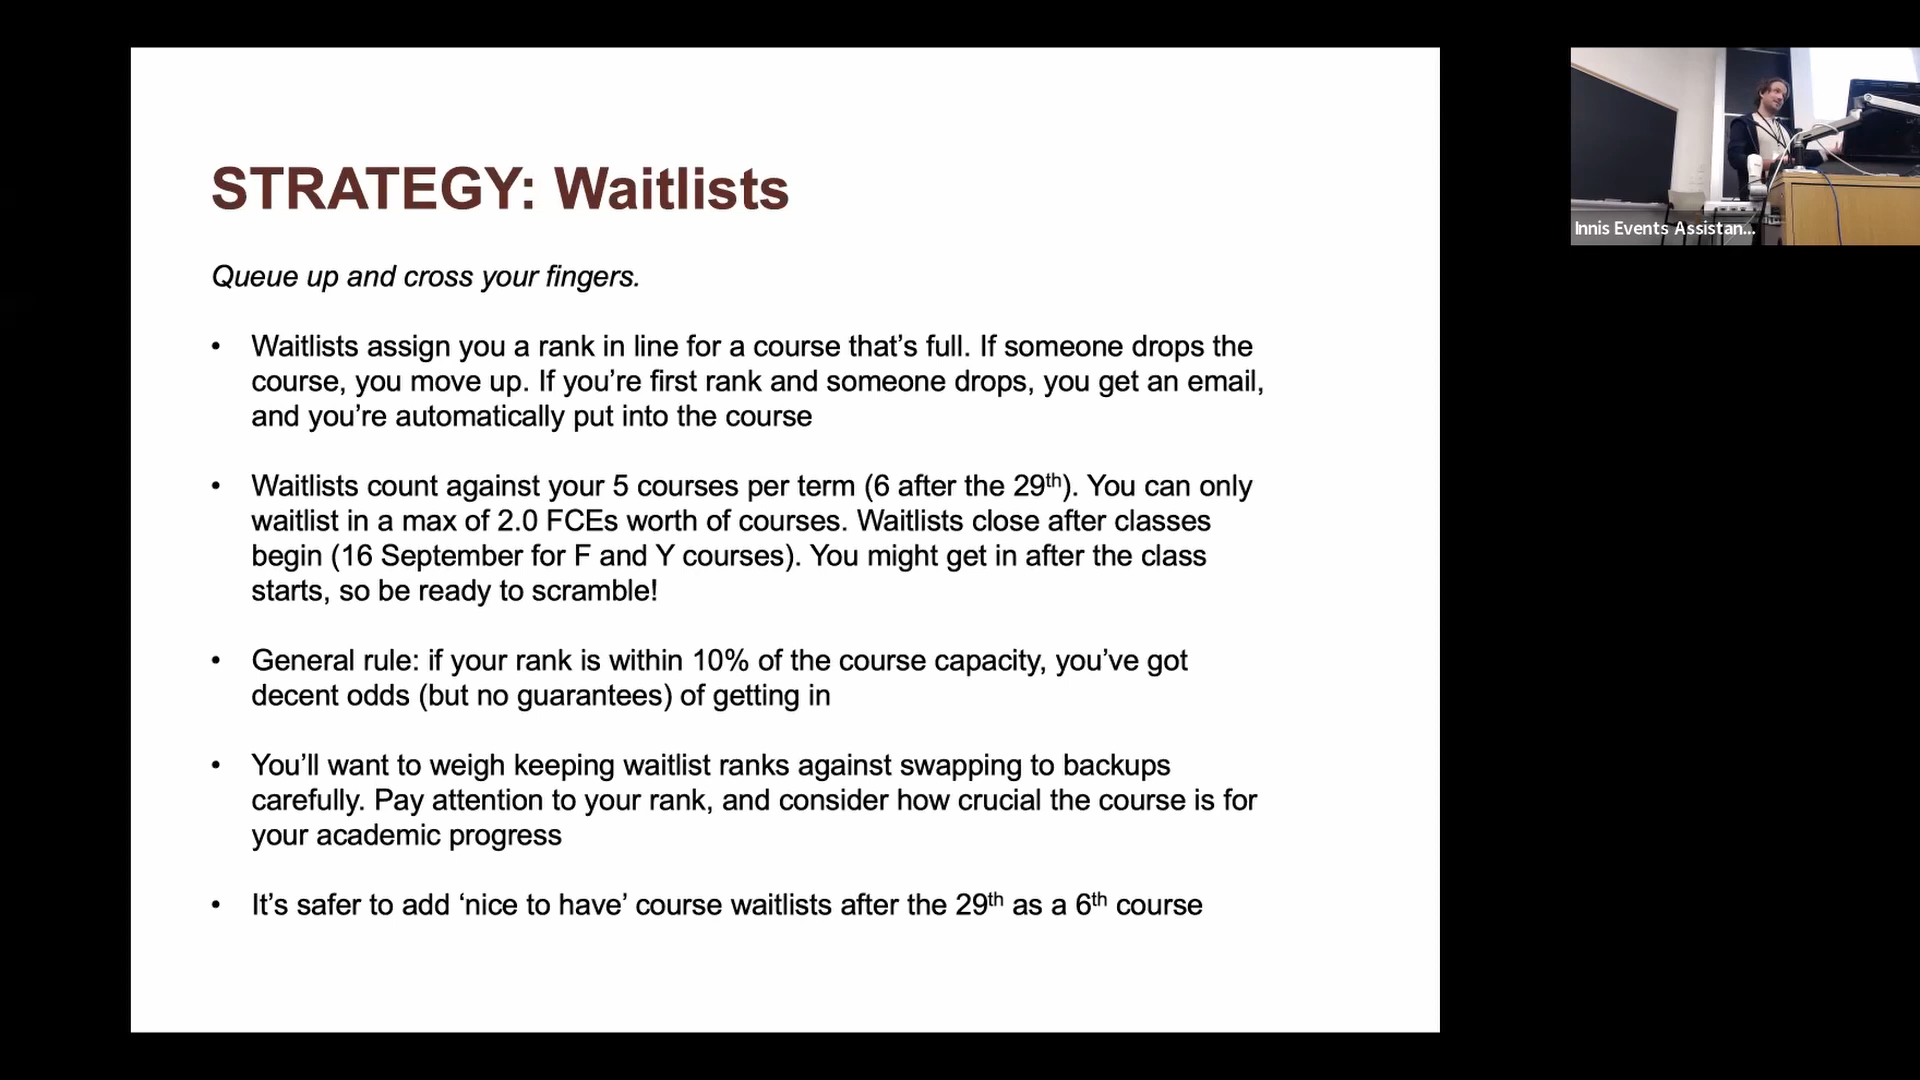 STRATEGY: Waitlists
Queue up and cross your fingers.
• Waitlists assign you a rank in line for a course that’s full. If someone drops the
course, you move up. If you’re first rank and someone drops, you get an email,
and you’re automatically put into the course
• Waitlists count against your 5 courses per term (6 after the 29th). You can only
waitlist in a max of 2.0 FCEs worth of courses. Waitlists close after classes
begin (16 September for F and Y courses). You might get in after the class
starts, so be ready to scramble!
• General rule: if your rank is within 10% of the course capacity, you’ve got
decent odds (but no guarantees) of getting in
• You’ll want to weigh keeping waitlist ranks against swapping to backups
carefully. Pay attention to your rank, and consider how crucial the course is for
your academic progress
• It’s safer to add ‘nice to have’ course waitlists after the 29th as a 6th course
Innis Events Assistan...